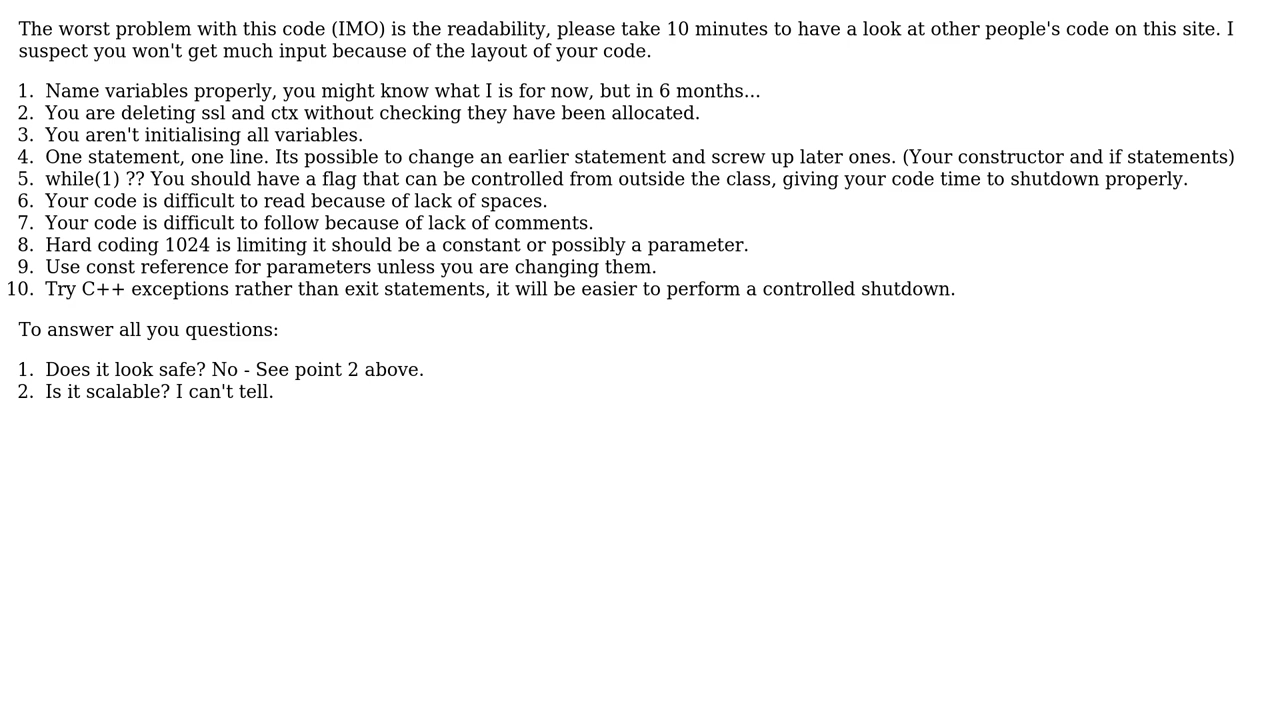 The worst problem with this code (IMO) is the readability, please take 10 minutes to have a look at other people's code on this site. I
suspect you won't get much input because of the layout of your code.
1. Name variables properly, you might know what I is for now, but in 6 months...
2. You are deleting ssl and ctx without checking they have been allocated.
3. You aren't initialising all variables.
4. One statement, one line. Its possible to change an earlier statement and screw up later ones. (Your constructor and if statements)
5. while(1) ?? You should have a flag that can be controlled from outside the class, giving your code time to shutdown properly.
6. Your code is difficult to read because of lack of spaces.
7. Your code is difficult to follow because of lack of comments.
8. Hard coding 1024 is limiting it should be a constant or possibly a parameter.
9. Use const reference for parameters unless you are changing them.
10. Try C++ exceptions rather than exit statements, it will be easier to perform a controlled shutdown.
To answer all you questions:
1. Does it look safe? No - See point 2 above.
2. Is it scalable? I can't tell.